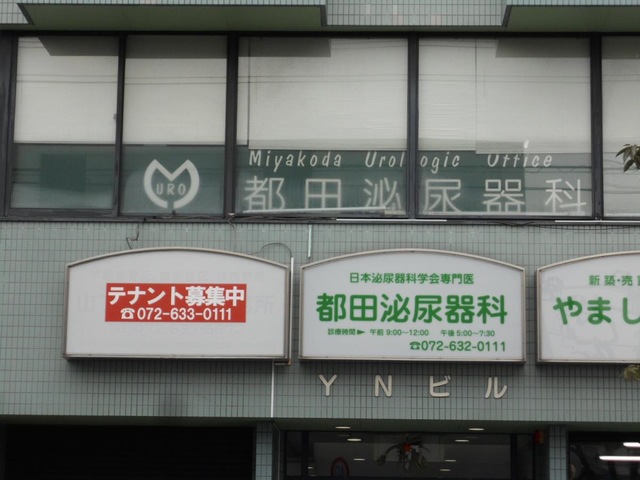 Miyakoda Urologic Office
URO
都田泌尿器科
テナント募集中
☎072-633-0111
日本泌尿器科学会専門医
都田泌尿器科
診療時間▶ 午前 9:00~12:00 午後 5:00~7:30
☎072-632-0111
新築・売
やまし
YNビル